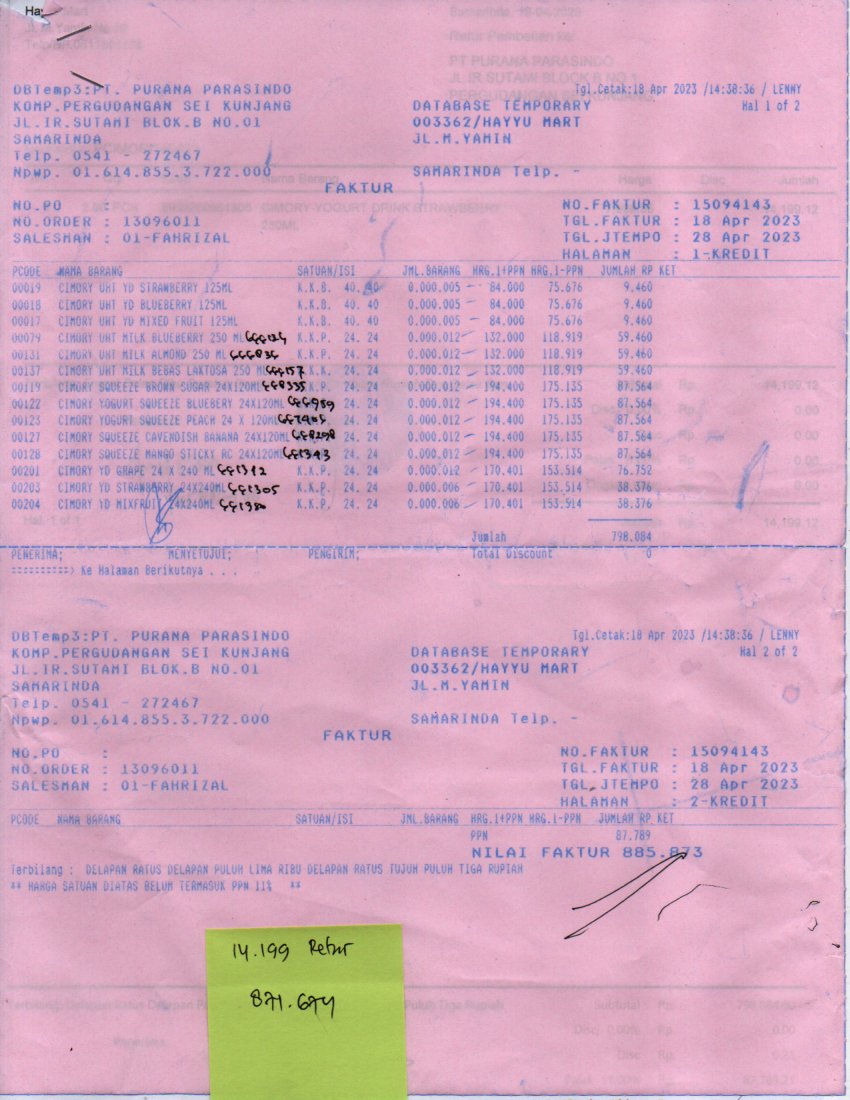 Hay
DBTemp3:PT. PURANA PARASINDO Tgl.Cetak:18 Apr 2023 /14:38:36 / LENNY
KOMP.PERGUDANGAN SEI KUNJANG DATABASE TEMPORARY Hal 1 of 2
JL.IR.SUTAMI BLOK.B NO.01 003362/HAYYU MART
SAMARINDA JL.M.YAMIN
Telp. 0541 - 272467
Npwp. 01.614.855.3.722.000 SAMARINDA Telp. -
FAKTUR
NO.PO : NO.FAKTUR : 15094143
NO.ORDER : 13096011 TGL.FAKTUR : 18 Apr 2023
SALESMAN : 01-FAHRIZAL TGL.JTEMPO : 28 Apr 2023
HALAMAN : 1-KREDIT
PCODE NAMA BARANG SATUAN/ISI JML.BARANG HRG.1+PPN HRG.1-PPN JUMLAH RP KET
00019 CIMORY UHT YD STRAWBERRY 125ML K.K.B. 40. 40 0.000.005 84.000 75.676 9.460
00018 CIMORY UHT YD BLUEBERRY 125ML K.K.B. 40. 40 0.000.005 84.000 75.676 9.460
00017 CIMORY UHT YD MIXED FRUIT 125ML K.K.B. 40. 40 0.000.005 84.000 75.676 9.460
00079 CIMORY UHT MILK BLUEBERRY 250 ML K.K.P. 24. 24 0.000.012 132.000 118.919 59.460
00131 CIMORY UHT MILK ALMOND 250 ML K.K.P. 24. 24 0.000.012 132.000 118.919 59.460
00137 CIMORY UHT MILK BEBAS LAKTOSA 250 ML K.K. 24. 24 0.000.012 132.000 118.919 59.460
00119 CIMORY SQUEEZE BROWN SUGAR 24X120ML K.P. 24. 24 0.000.012 194.400 175.135 87.564
00122 CIMORY YOGURT SQUEEZE BLUEBERY 24X120ML 24. 24 0.000.012 194.400 175.135 87.564
00123 CIMORY YOGURT SQUEEZE PEACH 24 X 120ML 24. 24 0.000.012 194.400 175.135 87.564
00127 CIMORY SQUEEZE CAVENDISH BANANA 24X120ML 24. 24 0.000.012 194.400 175.135 87.564
00128 CIMORY SQUEEZE MANGO STICKY RC 24X120ML 24. 24 0.000.012 194.400 175.135 87.564
00201 CIMORY YD GRAPE 24 X 240 ML K.K.P. 24. 24 0.000.012 170.401 153.514 76.752
00203 CIMORY YD STRAWBERRY 24X240ML K.K.P. 24. 24 0.000.006 170.401 153.514 38.376
00204 CIMORY YD MIXFRUIT 24X240ML K.K.P. 24. 24 0.000.006 170.401 153.514 38.376
Jumlah 798.084
PENERIMA; MENYETUJUI; PENGIRIM; Total Discount 0
==========> Ke Halaman Berikutnya . . .
DBTemp3:PT. PURANA PARASINDO Tgl.Cetak:18 Apr 2023 /14:38:36 / LENNY
KOMP.PERGUDANGAN SEI KUNJANG DATABASE TEMPORARY Hal 2 of 2
JL.IR.SUTAMI BLOK.B NO.01 003362/HAYYU MART
SAMARINDA JL.M.YAMIN
Telp. 0541 - 272467
Npwp. 01.614.855.3.722.000 SAMARINDA Telp. -
FAKTUR
NO.PO : NO.FAKTUR : 15094143
NO.ORDER : 13096011 TGL.FAKTUR : 18 Apr 2023
SALESMAN : 01-FAHRIZAL TGL.JTEMPO : 28 Apr 2023
HALAMAN : 2-KREDIT
PCODE NAMA BARANG SATUAN/ISI JML.BARANG HRG.1+PPN HRG.1-PPN JUMLAH RP KET
PPN 87.789
NILAI FAKTUR 885.873
Terbilang : DELAPAN RATUS DELAPAN PULUH LIMA RIBU DELAPAN RATUS TUJUH PULUH TIGA RUPIAH
** HARGA SATUAN DIATAS BELUM TERMASUK PPN 11% **
14.199 Retur
871.674